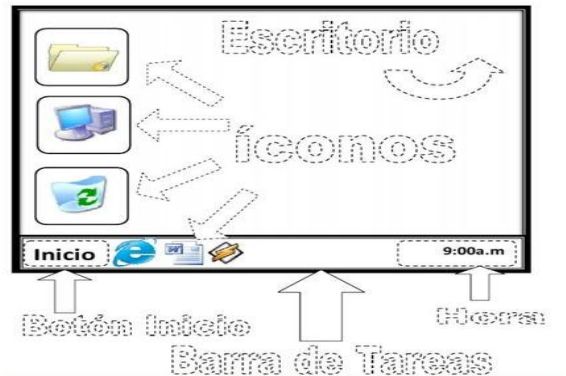 Escritorio
íconos
Inicio
9:00a.m
Botón Inicio
Hora
Barra de Tareas